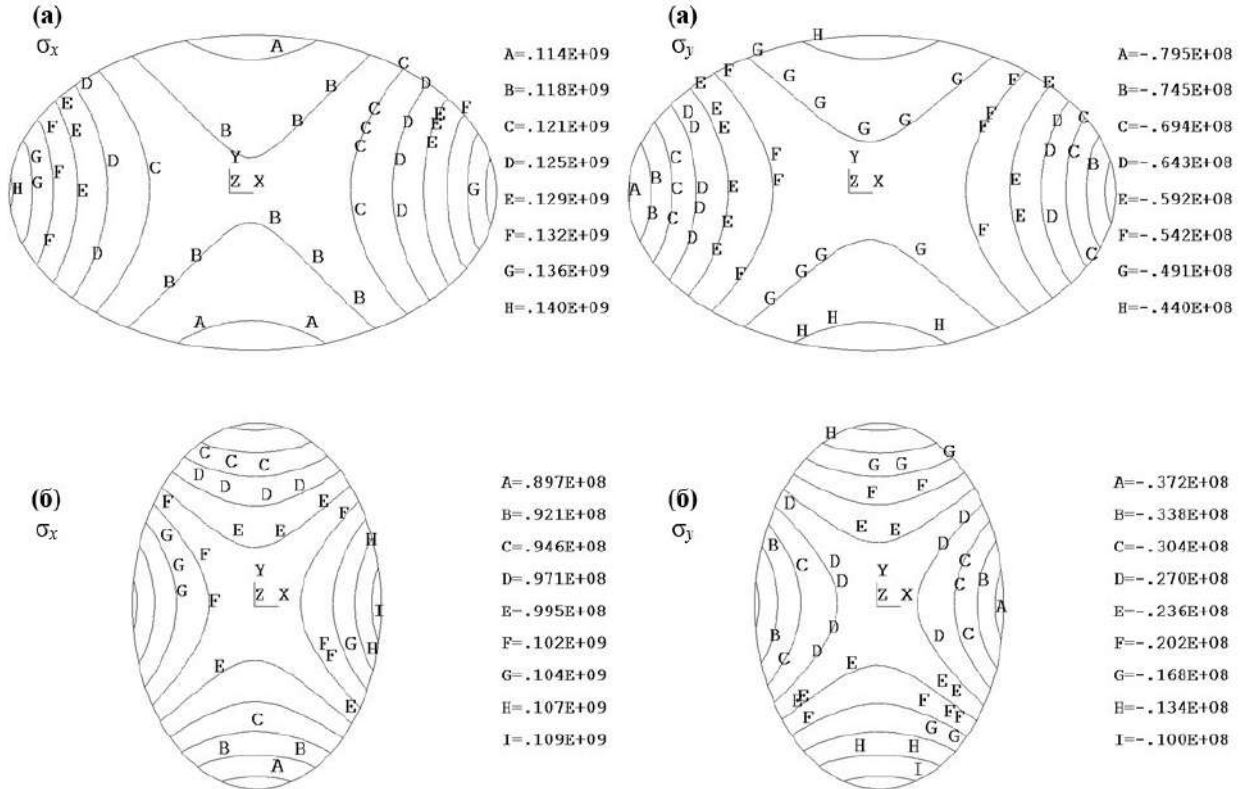 (а)
σx
A=.114E+09
B=.118E+09
C=.121E+09
D=.125E+09
E=.129E+09
F=.132E+09
G=.136E+09
H=.140E+09
A
B
B
B
C
D
F
D
E
F
E
G
F
H
G
E
D
C
C
C
C
D
E
E
E
D
G
Y
Z X
C
D
F
D
B
B
B
B
B
B
A
A
(а)
σy
A=-.795E+08
B=-.745E+08
C=-.694E+08
D=-.643E+08
E=-.592E+08
F=-.542E+08
G=-.491E+08
H=-.440E+08
H
G
F
E
G
G
G
G
G
F
E
D
E
D
E
F
F
C
A
B
C
D
E
B
C
D
D
E
E
F
Y
Z X
F
F
D
C
D
C
B
E
E
D
F
C
G
G
G
G
H
H
H
(б)
σx
A=.897E+08
B=.921E+08
C=.946E+08
D=.971E+08
E=.995E+08
F=.102E+09
G=.104E+09
H=.107E+09
I=.109E+09
C
C
C
D
D
D
D
F
E
F
E
E
G
F
G
G
F
H
Y
Z X
I
F
F
G
H
E
E
C
B
B
A
(б)
σy
A=-.372E+08
B=-.338E+08
C=-.304E+08
D=-.270E+08
E=-.236E+08
F=-.202E+08
G=-.168E+08
H=-.134E+08
I=-.100E+08
H
G
G
G
F
F
D
D
E
E
B
D
C
D
D
C
C
B
Y
Z X
A
B
D
D
C
D
C
E
E
E
E
E
F
F
F
F
G
G
H
H
I